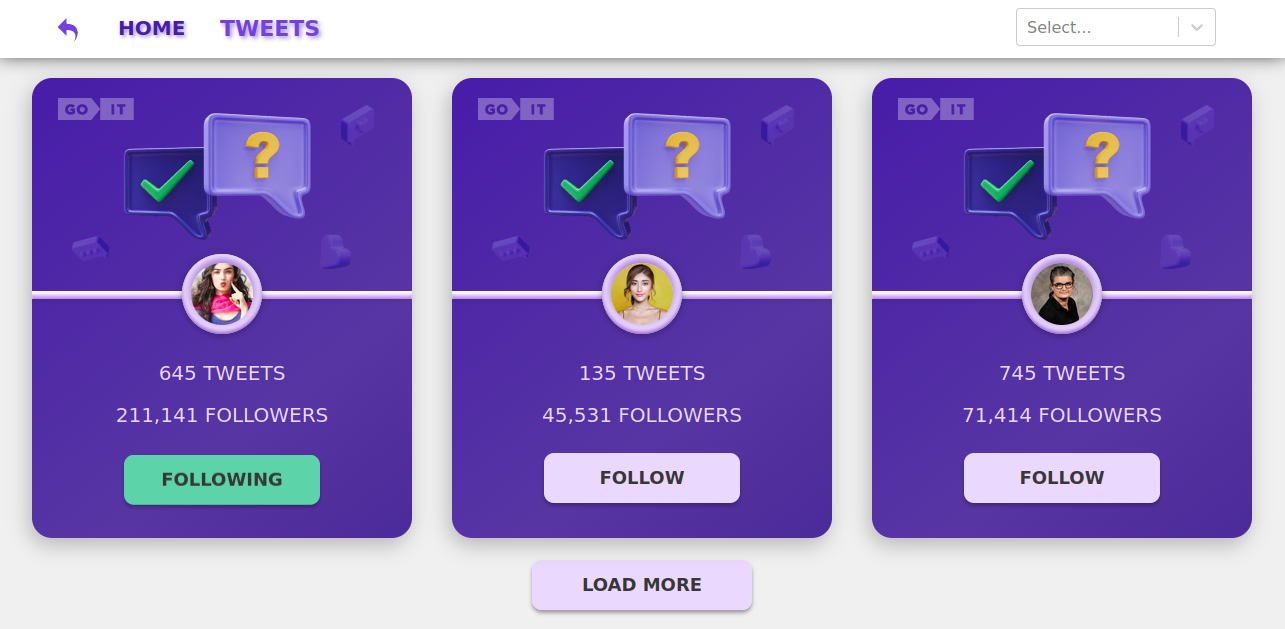 HOME TWEETS Select...
GO IT
?
645 TWEETS
211,141 FOLLOWERS
FOLLOWING
GO IT
?
135 TWEETS
45,531 FOLLOWERS
FOLLOW
GO IT
?
745 TWEETS
71,414 FOLLOWERS
FOLLOW
LOAD MORE